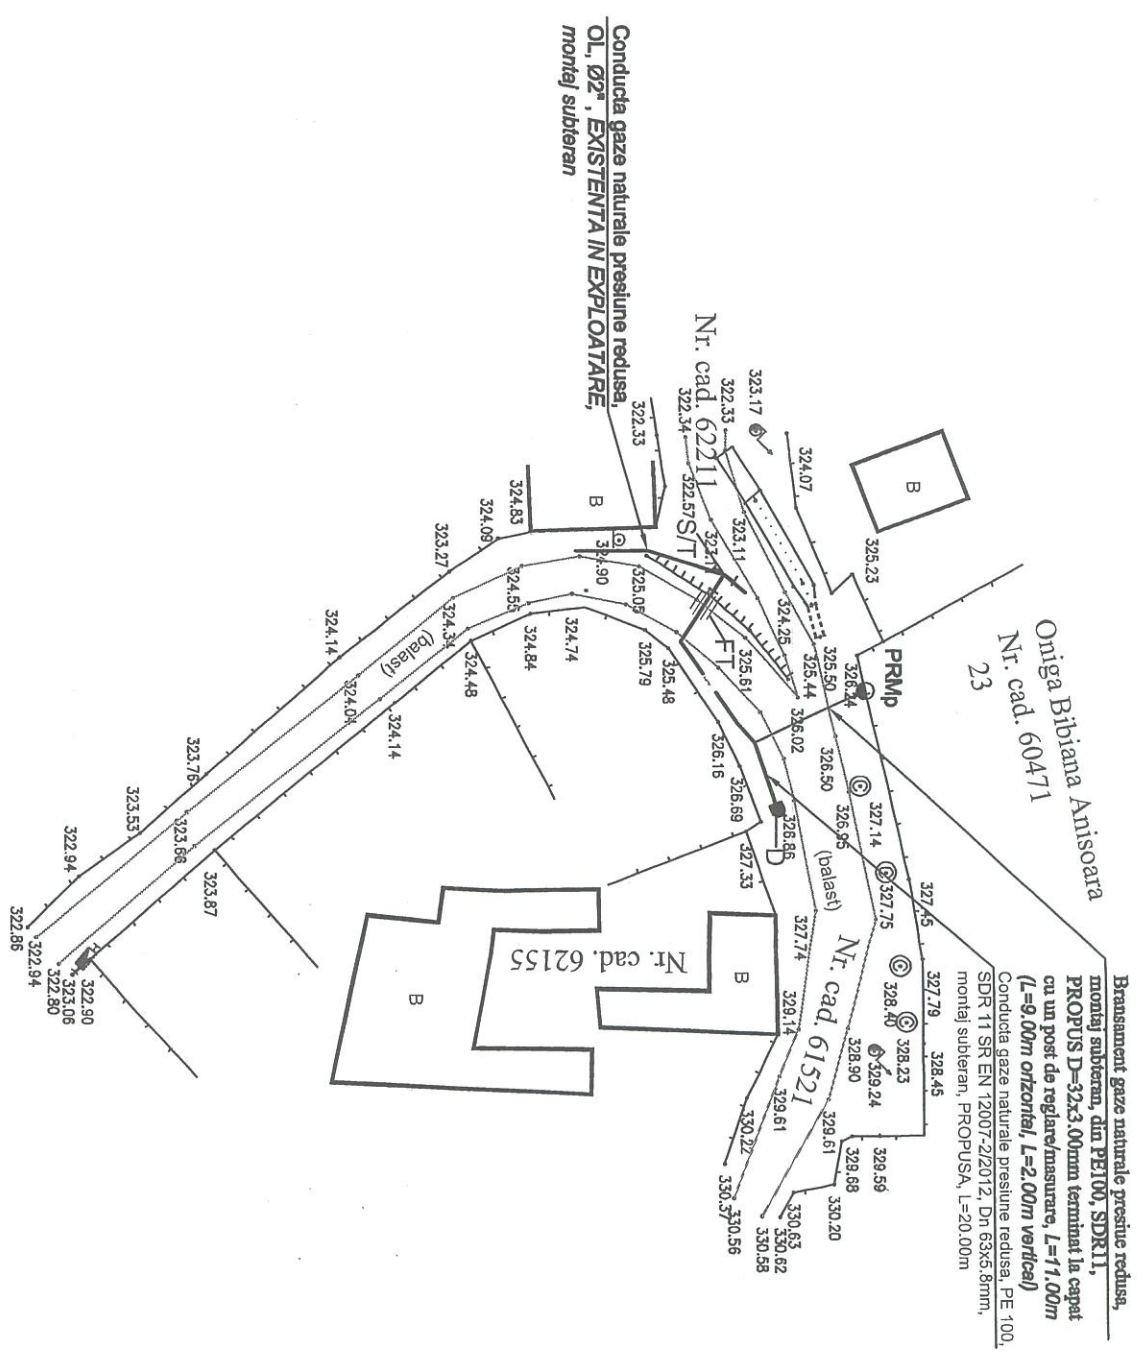 Bransament gaze naturale presiue redusa,
montaj subteran, din PE100, SDR11,
PROPUS D=32x3.00mm terminat la capat
cu un post de reglare/masurare, L=11.00m
(L=9.00m orizontal, L=2.00m vertical)
Conducta gaze naturale presiune redusa, PE 100,
SDR 11 SR EN 12007-2/2012, Dn 63x5.8mm,
montaj subteran, PROPUSA, L=20.00m
Oniga Bibiana Anisoara
Nr. cad. 60471
23
Conducta gaze naturale presiune redusa,
OL, Ø2", EXISTENTA IN EXPLOATARE,
montaj subteran
Nr. cad. 62211
Nr. cad. 61521
Nr. cad. 62155
PRMp
S/T
FT
D
B
B
B
B
(balast)
(balast)
323.17
324.07
325.23
322.33
322.34
322.33
322.57
323.11
324.25
325.44
325.50
326.24
326.02
326.50
327.14
326.95
327.75
327.45
327.79
328.40
328.23
328.45
328.90
329.24
329.61
329.59
329.68
330.20
330.63
330.62
330.58
330.56
330.37
330.22
329.61
329.14
327.74
327.33
326.86
326.69
326.16
325.61
325.48
325.79
325.05
324.90
324.83
324.09
323.27
324.55
324.74
324.84
324.48
324.14
324.14
324.04
323.76
323.66
323.53
323.87
322.94
322.86
322.94
322.80
323.06
322.90